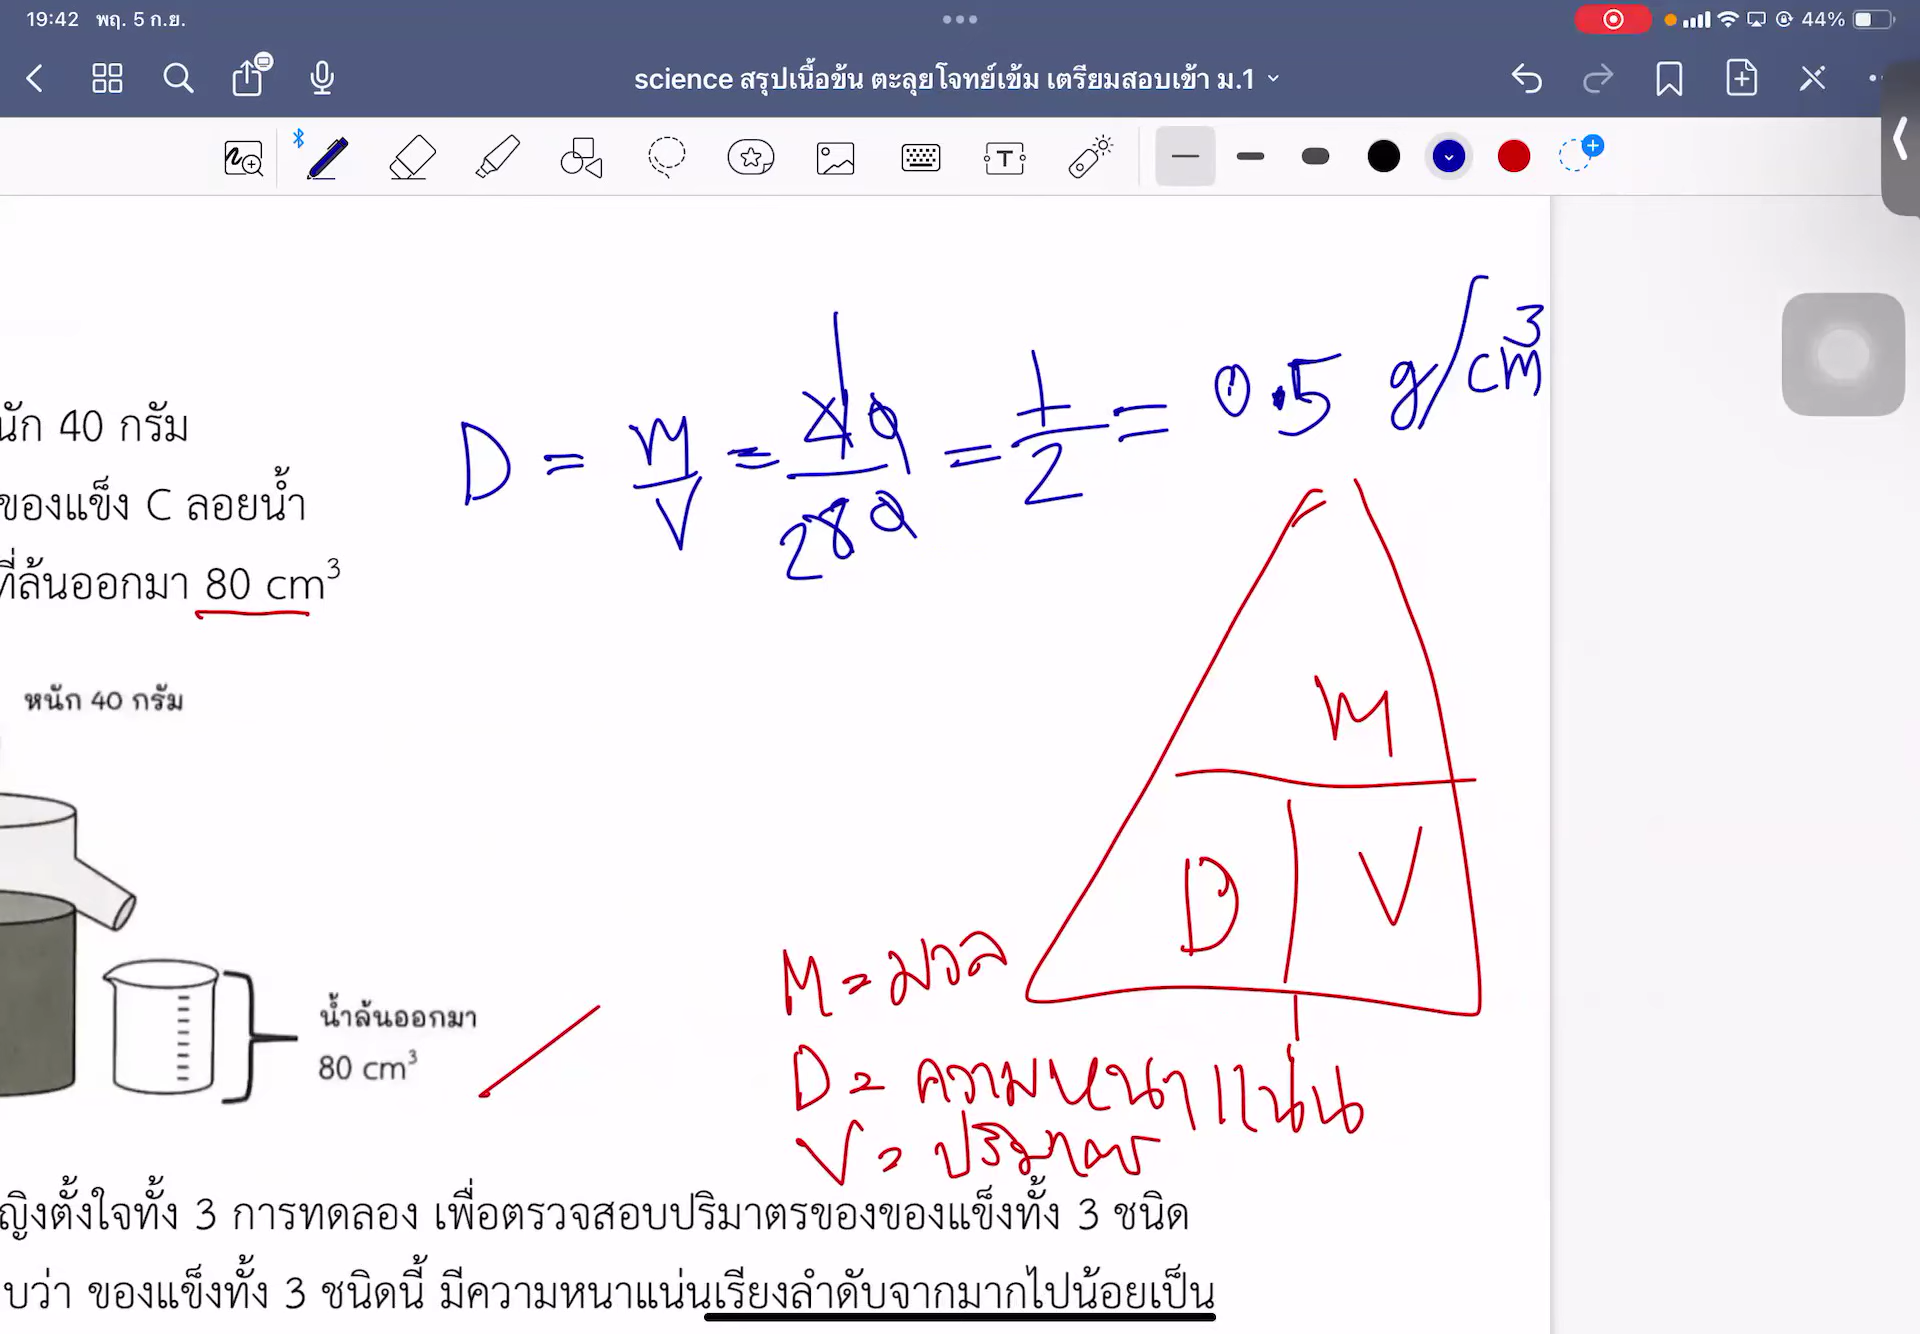 19:42 พฤ. 5 ก.ย.
44%
science สรุปเนื้อข้น ตะลุยโจทย์เข้ม เตรียมสอบเข้า ม.1
T
D = m/V = 40/80 = 1/2 = 0.5 g/cm³
นัก 40 กรัม
ของแข็ง C ลอยน้ำ
ที่ล้นออกมา 80 cm³
หนัก 40 กรัม
M
D V
น้ำล้นออกมา
80 cm³
M = มวล
D = ความหนาแน่น
V = ปริมาตร
ญิงตั้งใจทั้ง 3 การทดลอง เพื่อตรวจสอบปริมาตรของของแข็งทั้ง 3 ชนิด
บว่า ของแข็งทั้ง 3 ชนิดนี้ มีความหนาแน่นเรียงลำดับจากมากไปน้อยเป็น